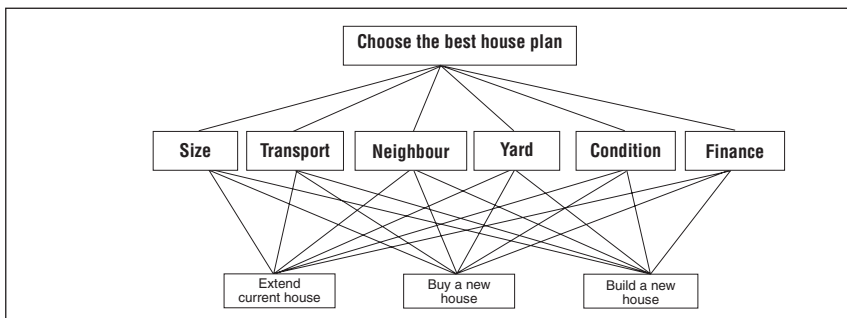 Choose the best house plan
Size Transport Neighbour Yard Condition Finance
Extend
current house
Buy a new
house
Build a new
house